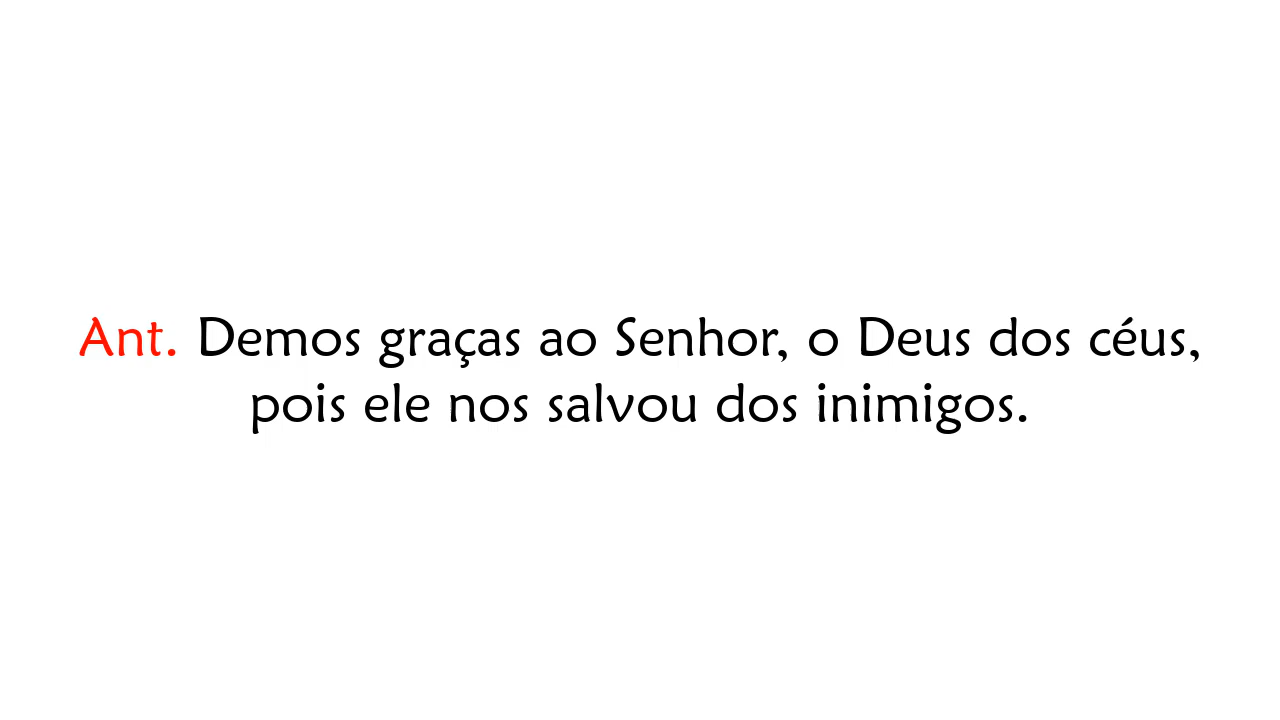 Ant. Demos graças ao Senhor, o Deus dos céus,
pois ele nos salvou dos inimigos.